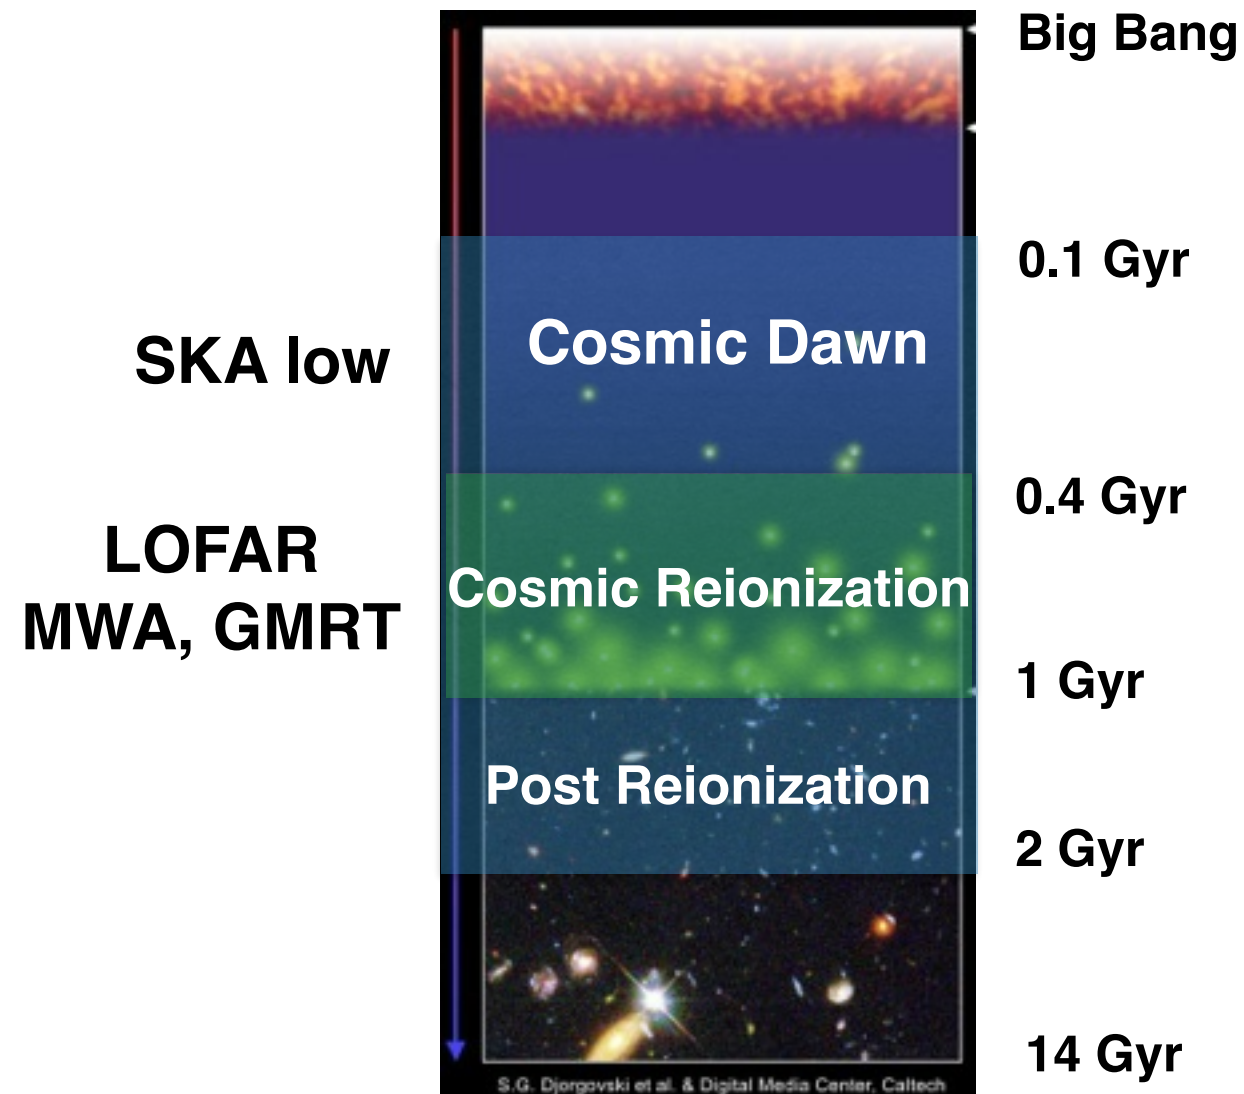 Big Bang
0.1 Gyr
Cosmic Dawn
SKA low
0.4 Gyr
LOFAR
MWA, GMRT
Cosmic Reionization
1 Gyr
Post Reionization
2 Gyr
14 Gyr
S.G. Djorgovski et al. & Digital Media Center, Caltech